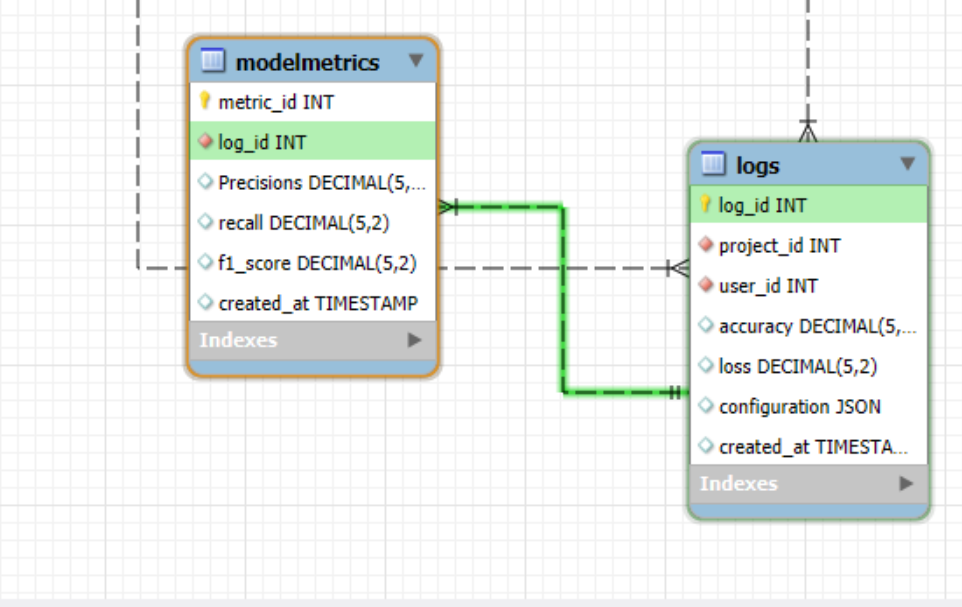 modelmetrics
metric_id INT
log_id INT
Precisions DECIMAL(5,...
recall DECIMAL(5,2)
f1_score DECIMAL(5,2)
created_at TIMESTAMP
Indexes
logs
log_id INT
project_id INT
user_id INT
accuracy DECIMAL(5,...
loss DECIMAL(5,2)
configuration JSON
created_at TIMESTA...
Indexes